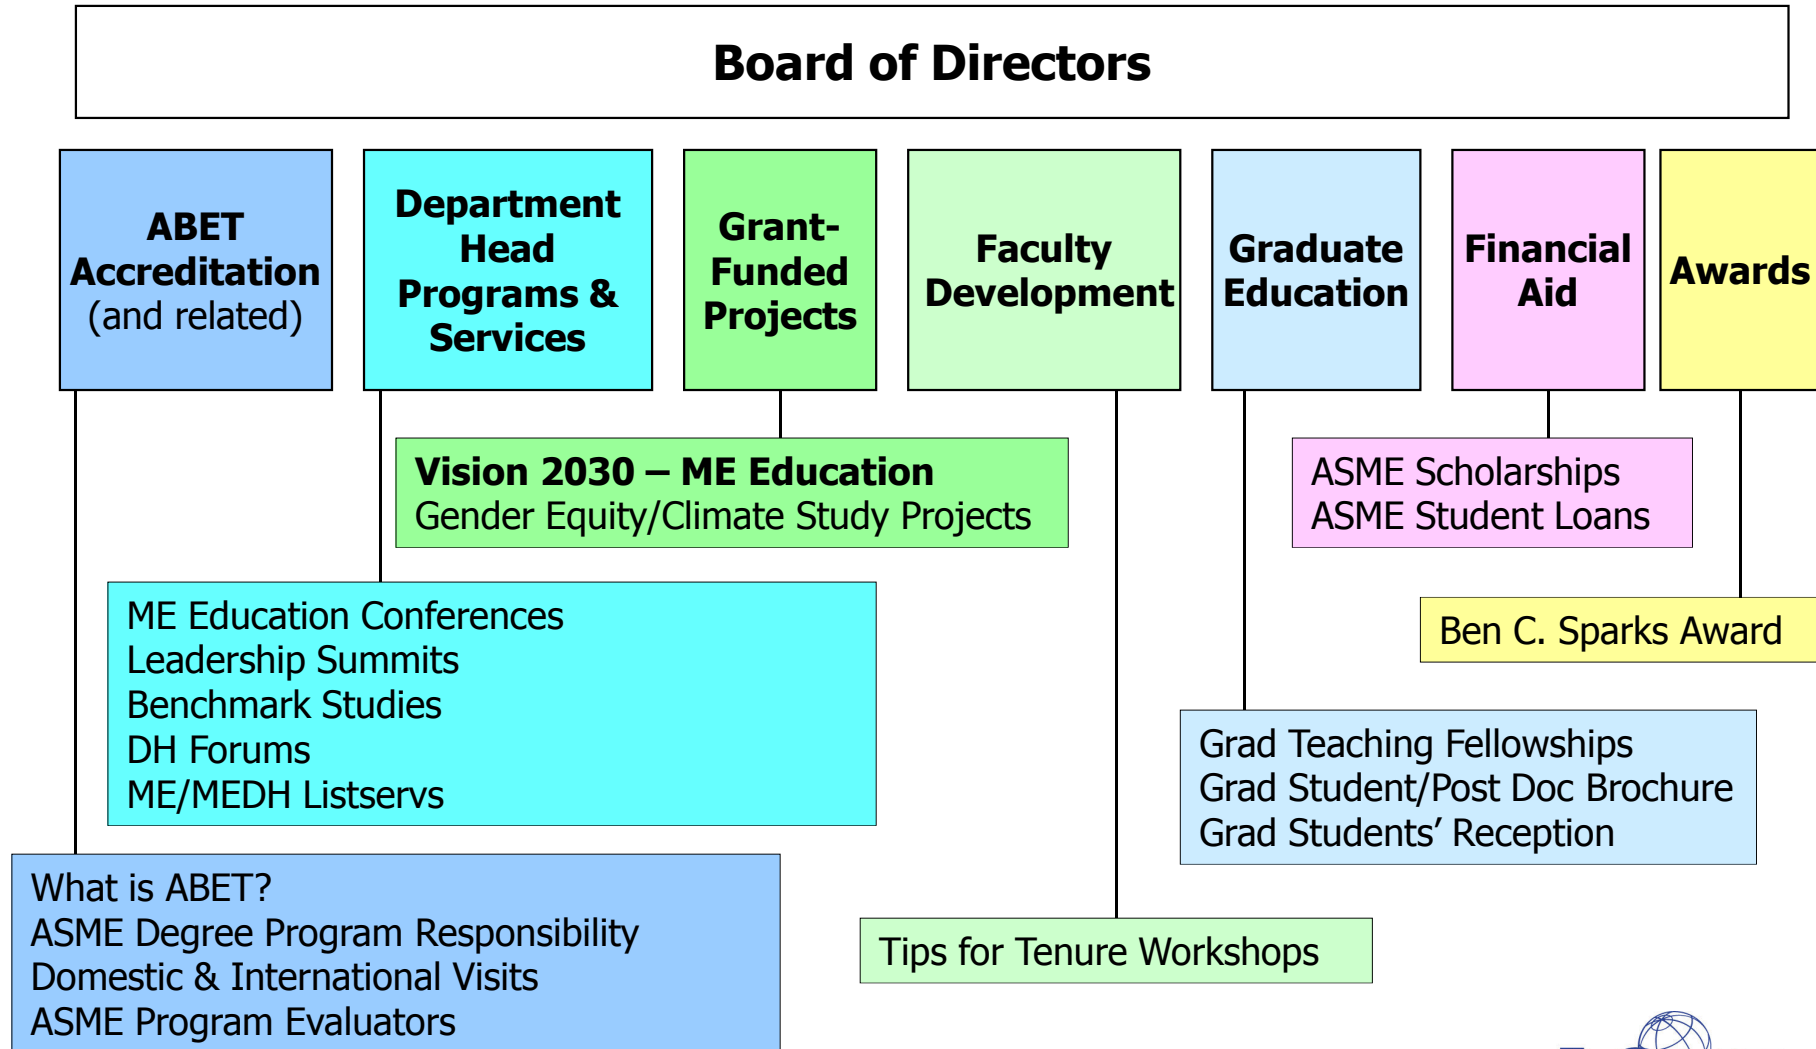 Board of Directors
ABET
Accreditation
(and related)
Department
Head
Programs &
Services
Grant-
Funded
Projects
Faculty
Development
Graduate
Education
Financial
Aid
Awards
Vision 2030 – ME Education
Gender Equity/Climate Study Projects
ASME Scholarships
ASME Student Loans
ME Education Conferences
Leadership Summits
Benchmark Studies
DH Forums
ME/MEDH Listservs
Ben C. Sparks Award
Grad Teaching Fellowships
Grad Student/Post Doc Brochure
Grad Students’ Reception
What is ABET?
ASME Degree Program Responsibility
Domestic & International Visits
ASME Program Evaluators
Tips for Tenure Workshops